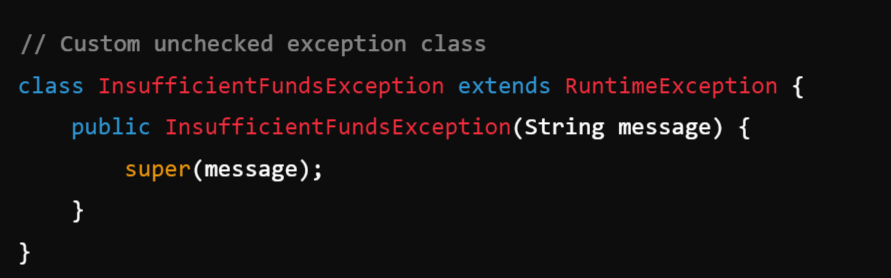 // Custom unchecked exception class
class InsufficientFundsException extends RuntimeException {
    public InsufficientFundsException(String message) {
        super(message);
    }
}